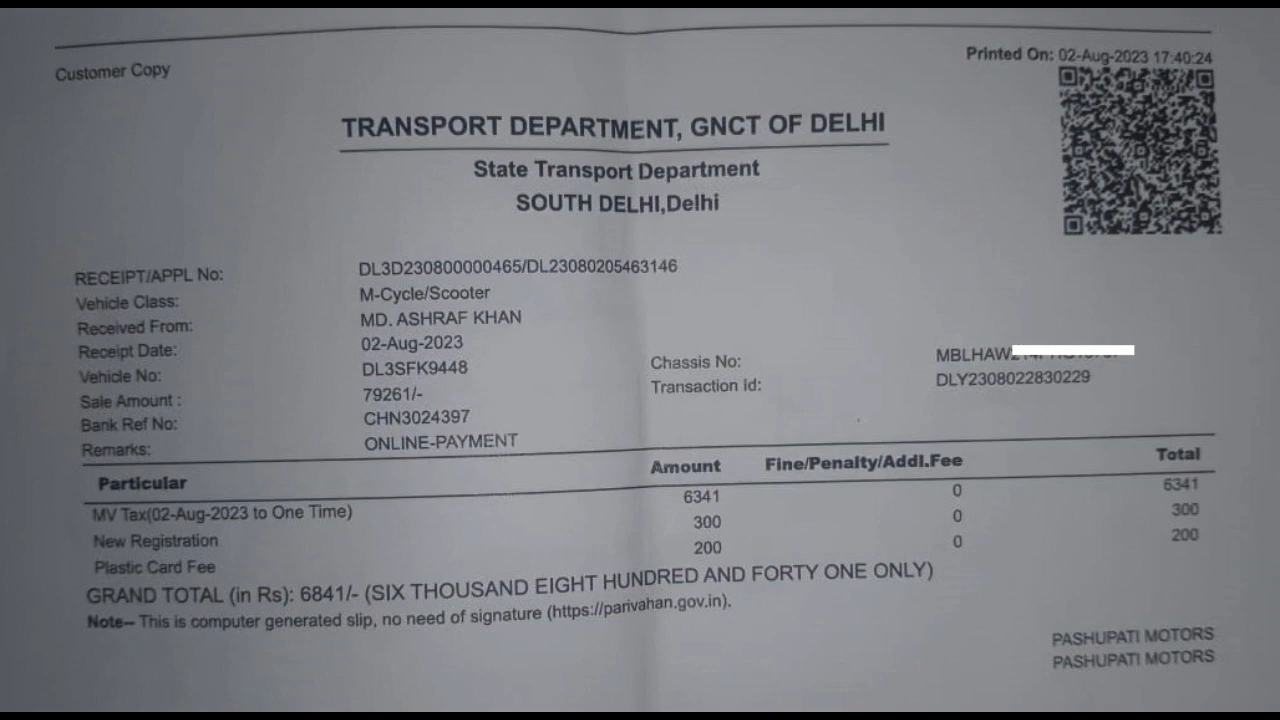 Printed On: 02-Aug-2023 17:40:24
Customer Copy
TRANSPORT DEPARTMENT, GNCT OF DELHI
State Transport Department
SOUTH DELHI,Delhi
RECEIPT/APPL No: DL3D230800000465/DL23080205463146
Vehicle Class: M-Cycle/Scooter
Received From: MD. ASHRAF KHAN
Receipt Date: 02-Aug-2023 Chassis No: MBLHAW
Vehicle No: DL3SFK9448 Transaction Id: DLY2308022830229
Sale Amount : 79261/-
Bank Ref No: CHN3024397
Remarks: ONLINE-PAYMENT
Particular Amount Fine/Penalty/Addl.Fee Total
MV Tax(02-Aug-2023 to One Time) 6341 0 6341
New Registration 300 0 300
Plastic Card Fee 200 0 200
GRAND TOTAL (in Rs): 6841/- (SIX THOUSAND EIGHT HUNDRED AND FORTY ONE ONLY)
Note-- This is computer generated slip, no need of signature (https://parivahan.gov.in).
PASHUPATI MOTORS
PASHUPATI MOTORS